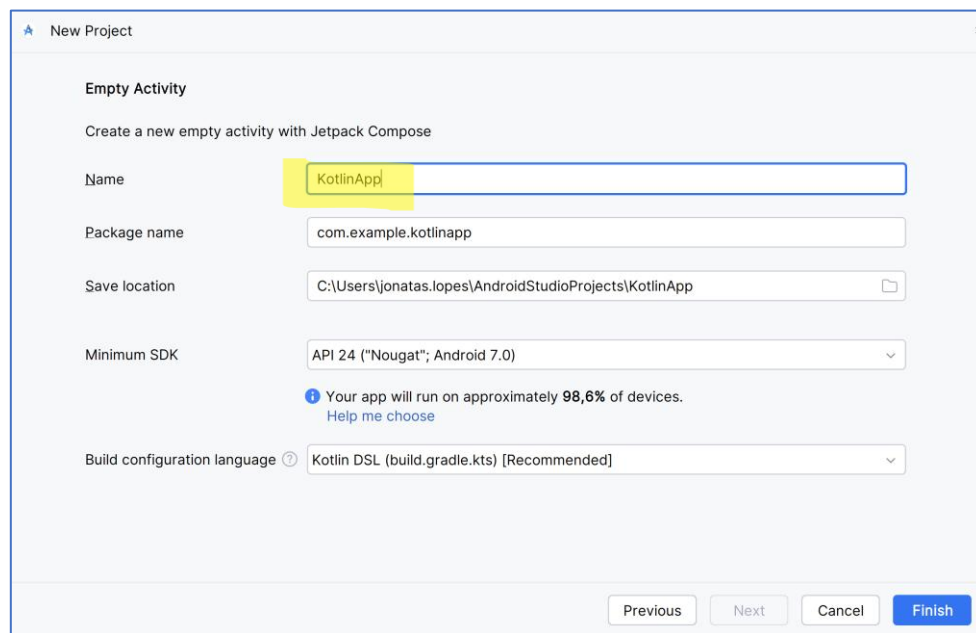 New Project
Empty Activity
Create a new empty activity with Jetpack Compose
Name KotlinApp
Package name com.example.kotlinapp
Save location C:\Users\jonatas.lopes\AndroidStudioProjects\KotlinApp
Minimum SDK API 24 ("Nougat"; Android 7.0)
Your app will run on approximately 98,6% of devices.
Help me choose
Build configuration language ? Kotlin DSL (build.gradle.kts) [Recommended]
Previous Next Cancel Finish